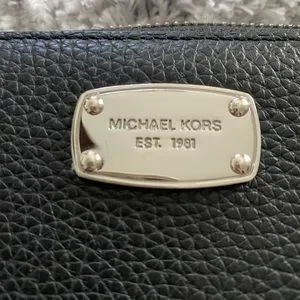 MICHAEL KORS
EST. 1981